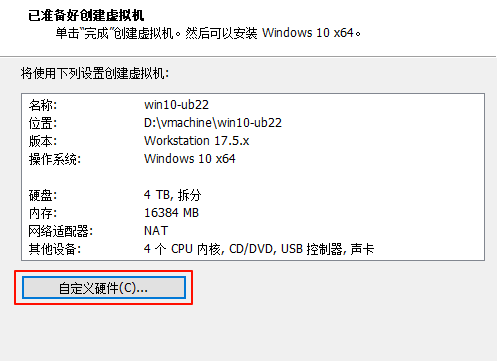 已准备好创建虚拟机
单击“完成”创建虚拟机。然后可以安装 Windows 10 x64。
将使用下列设置创建虚拟机:
名称: win10-ub22
位置: D:\vmachine\win10-ub22
版本: Workstation 17.5.x
操作系统: Windows 10 x64
硬盘: 4 TB, 拆分
内存: 16384 MB
网络适配器: NAT
其他设备: 4 个 CPU 内核, CD/DVD, USB 控制器, 声卡
自定义硬件(C)...